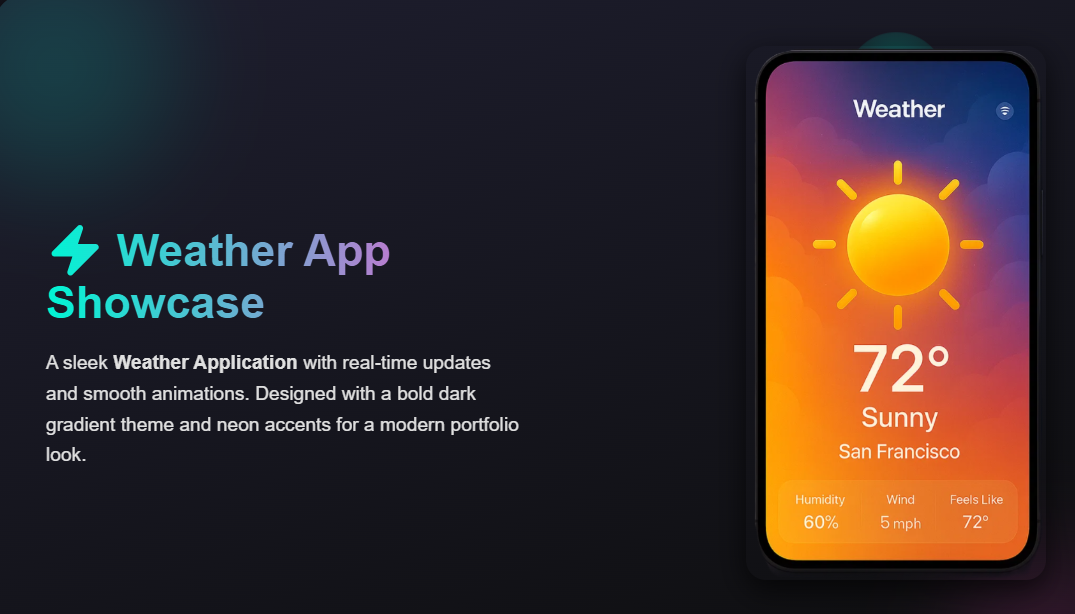 Weather App
Showcase
A sleek Weather Application with real-time updates
and smooth animations. Designed with a bold dark
gradient theme and neon accents for a modern portfolio
look.
Weather
72°
Sunny
San Francisco
Humidity Wind Feels Like
60% 5 mph 72°